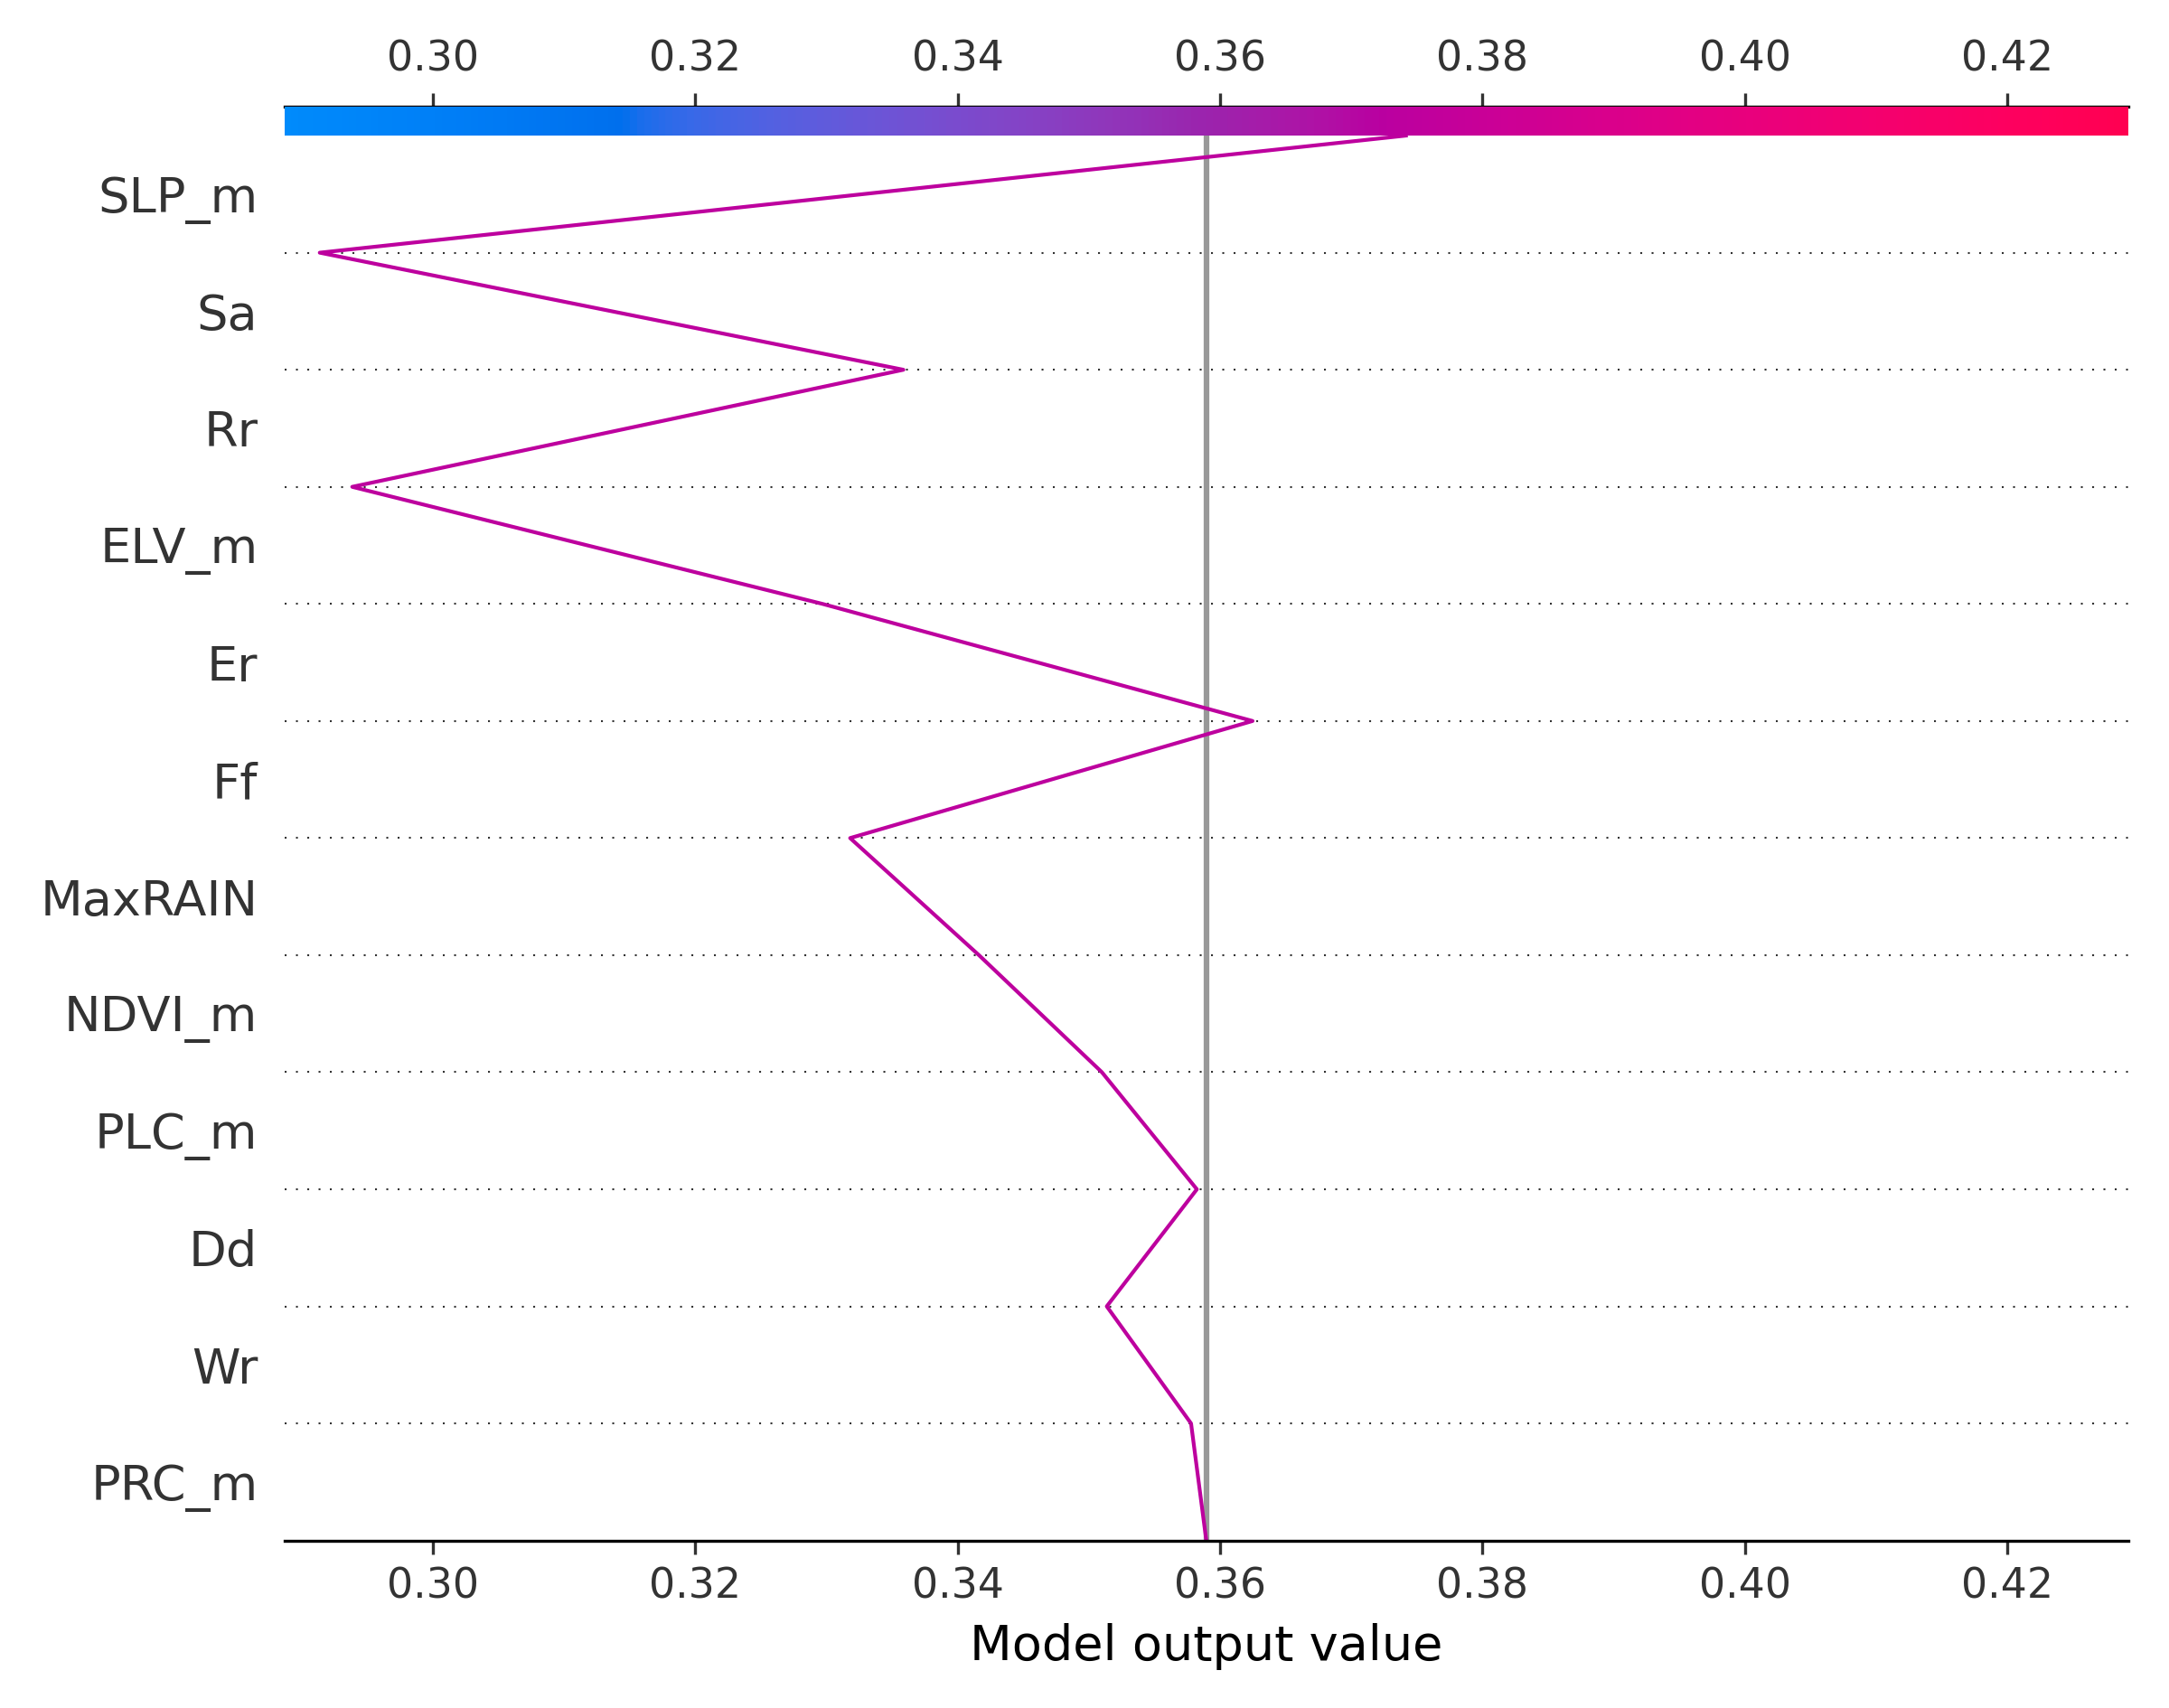 0.30 0.32 0.34 0.36 0.38 0.40 0.42
SLP_m
Sa
Rr
ELV_m
Er
Ff
MaxRAIN
NDVI_m
PLC_m
Dd
Wr
PRC_m
0.30 0.32 0.34 0.36 0.38 0.40 0.42
Model output value